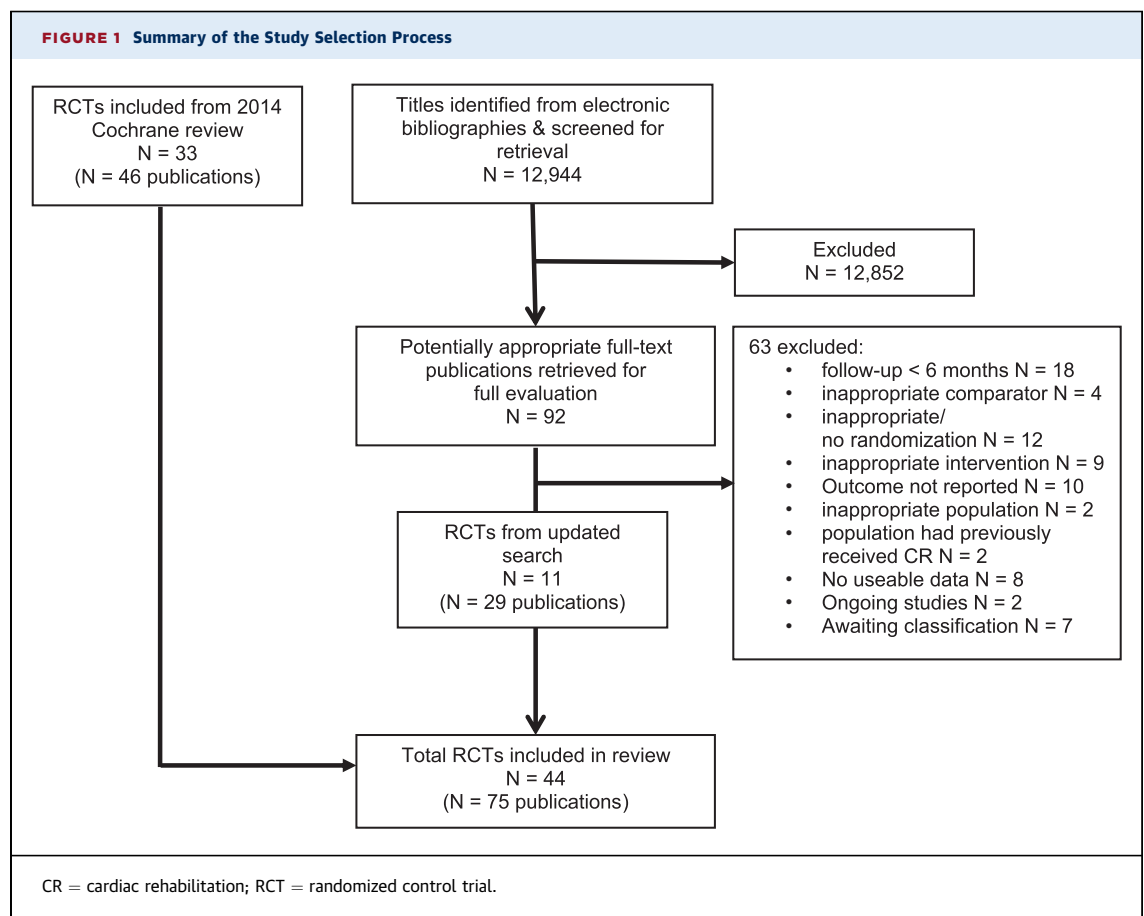 FIGURE 1 Summary of the Study Selection Process
RCTs included from 2014
Cochrane review
N = 33
(N = 46 publications)
Titles identified from electronic
bibliographies & screened for
retrieval
N = 12,944
Excluded
N = 12,852
Potentially appropriate full-text
publications retrieved for
full evaluation
N = 92
63 excluded:
• follow-up < 6 months N = 18
• inappropriate comparator N = 4
• inappropriate/
no randomization N = 12
• inappropriate intervention N = 9
• Outcome not reported N = 10
• inappropriate population N = 2
• population had previously
received CR N = 2
• No useable data N = 8
• Ongoing studies N = 2
• Awaiting classification N = 7
RCTs from updated
search
N = 11
(N = 29 publications)
Total RCTs included in review
N = 44
(N = 75 publications)
CR = cardiac rehabilitation; RCT = randomized control trial.